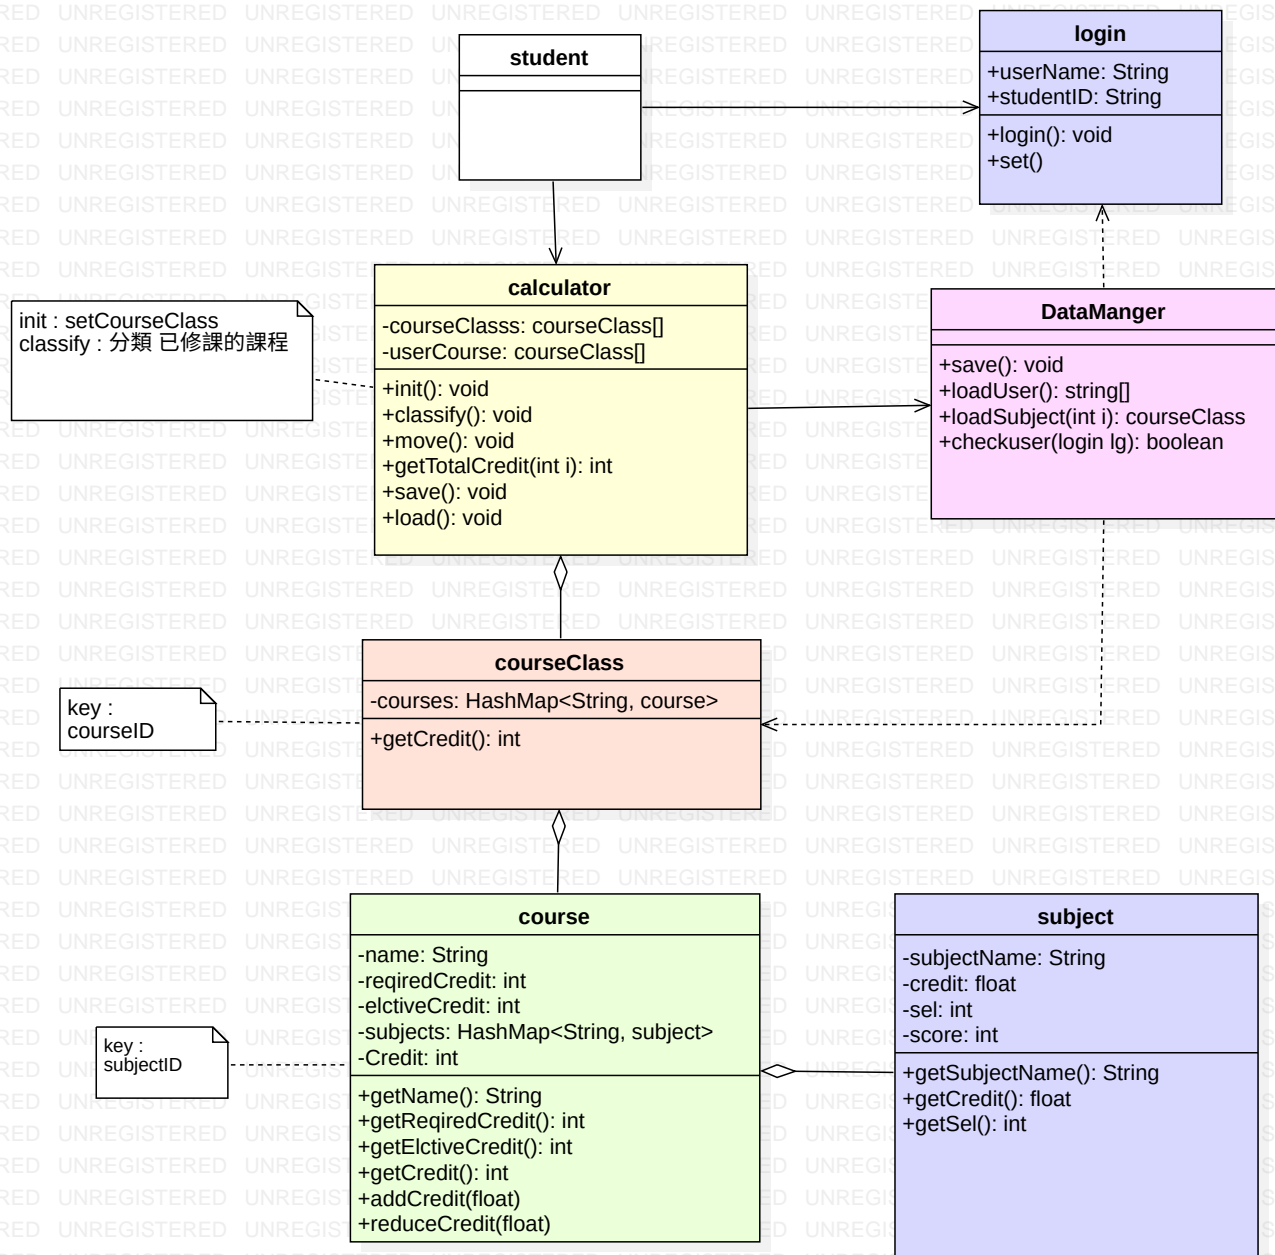 student
login
+userName: String
+studentID: String
+login(): void
+set()
init : setCourseClass
classify : 分類 已修課的課程
calculator
-courseClasss: courseClass[]
-userCourse: courseClass[]
+init(): void
+classify(): void
+move(): void
+getTotalCredit(int i): int
+save(): void
+load(): void
DataManger
+save(): void
+loadUser(): string[]
+loadSubject(int i): courseClass
+checkuser(login lg): boolean
key :
courseID
courseClass
-courses: HashMap<String, course>
+getCredit(): int
key :
subjectID
course
-name: String
-reqiredCredit: int
-elctiveCredit: int
-subjects: HashMap<String, subject>
-Credit: int
+getName(): String
+getReqiredCredit(): int
+getElctiveCredit(): int
+getCredit(): int
+addCredit(float)
+reduceCredit(float)
subject
-subjectName: String
-credit: float
-sel: int
-score: int
+getSubjectName(): String
+getCredit(): float
+getSel(): int